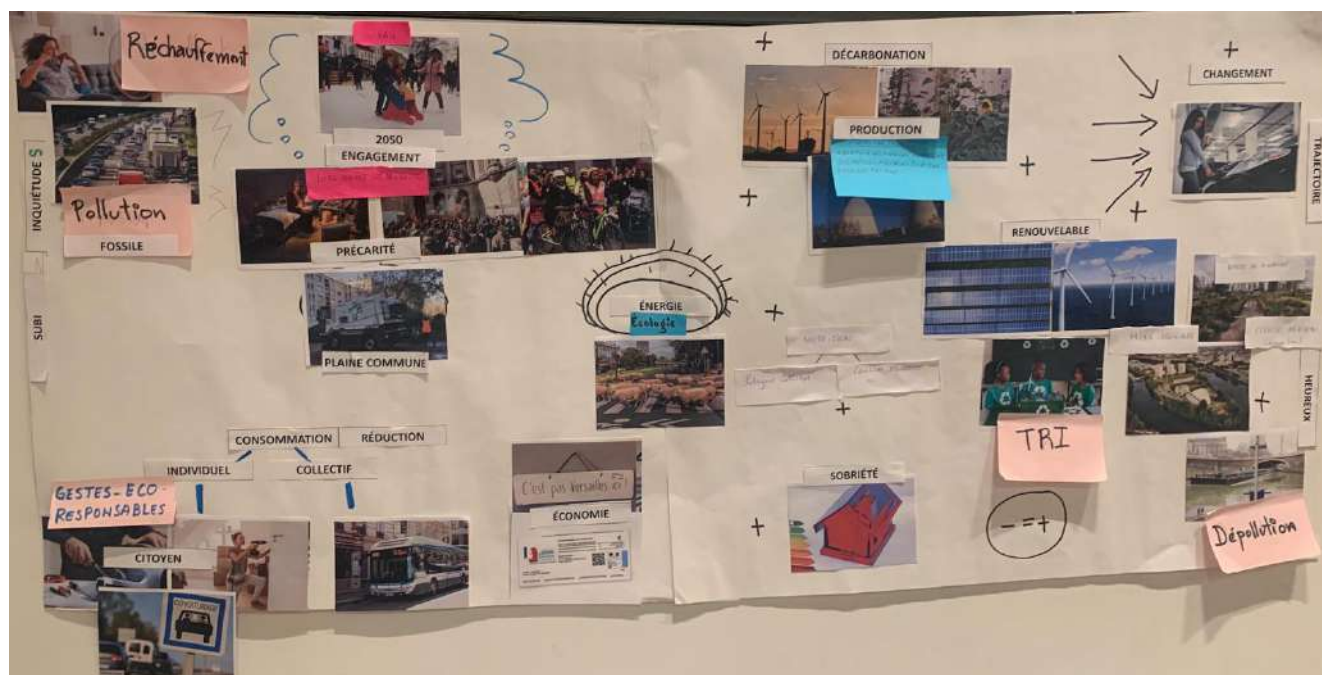 Réchauffement
2050
ENGAGEMENT
INQUIÉTUDE S
Pollution
FOSSILE
PRÉCARITÉ
SUBI
PLAINE COMMUNE
+
DÉCARBONATION
PRODUCTION
+
CHANGEMENT
TRAJECTOIRE
+
+
+
RENOUVELABLE
ÉNERGIE
Écologie
+
+
+
HEUREUX
CONSOMMATION
RÉDUCTION
INDIVIDUEL
COLLECTIF
GESTES-ECO-
RESPONSABLES
CITOYEN
COVOITURAGE
C'est pas Versailles ici !
ÉCONOMIE
+
SOBRIÉTÉ
TRI
- = +
Dépollution